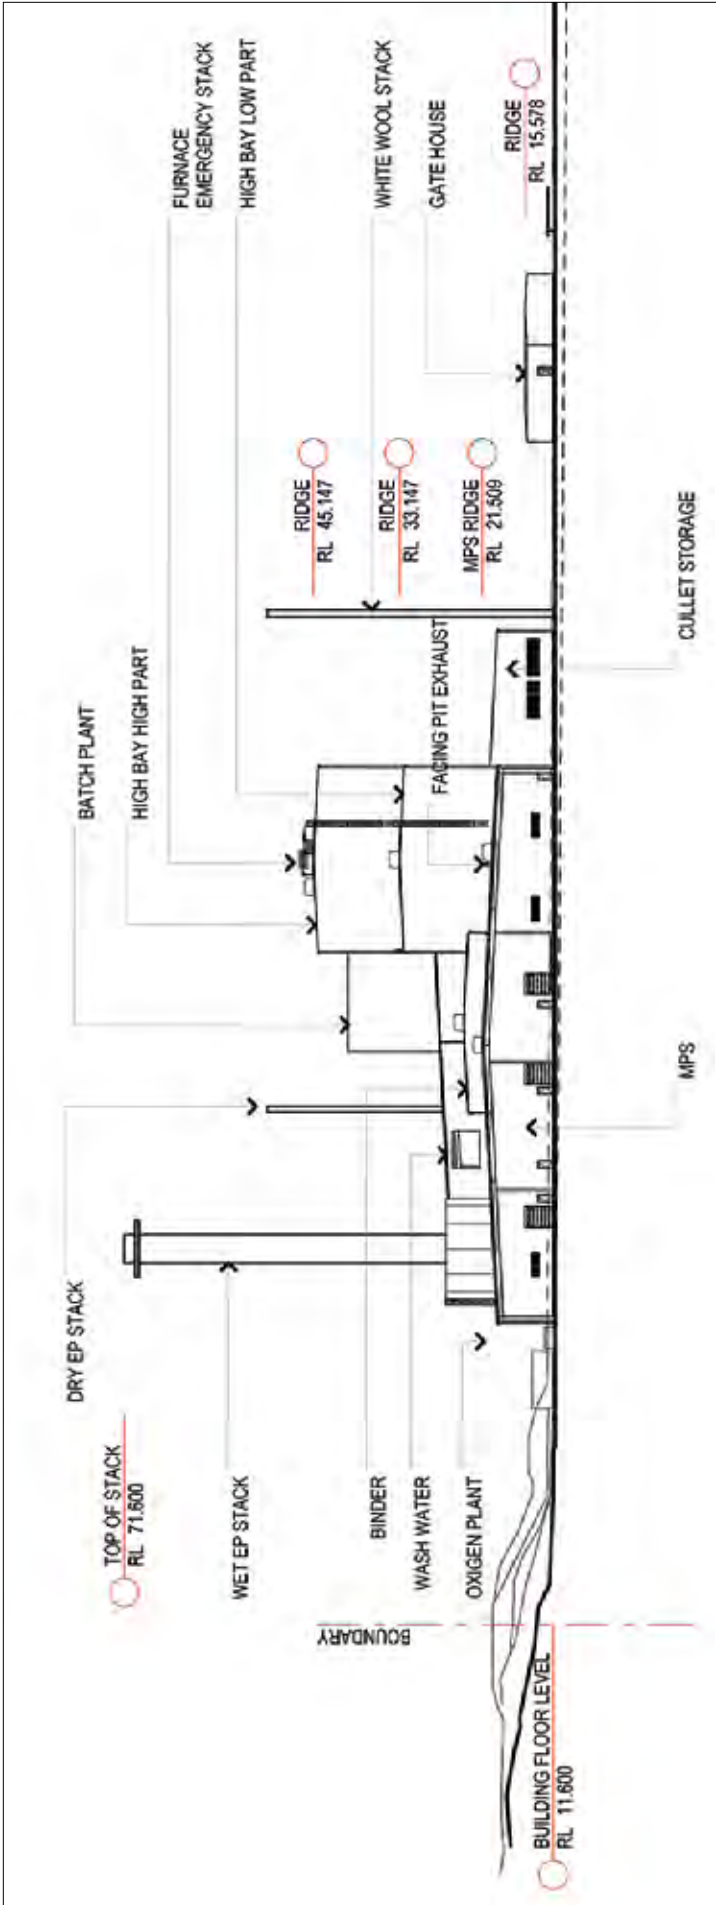 TOP OF STACK
RL 71.600
DRY EP STACK
BATCH PLANT
HIGH BAY HIGH PART
FURNACE
EMERGENCY STACK
HIGH BAY LOW PART
WHITE WOOL STACK
GATE HOUSE
WET EP STACK
BINDER
WASH WATER
OXIGEN PLANT
BOUNDARY
FACING PIT EXHAUST
RIDGE
RL 45.147
RIDGE
RL 33.147
MPS RIDGE
RL 21.509
RIDGE
RL 15.578
BUILDING FLOOR LEVEL
RL 11.600
MPS
CULLET STORAGE